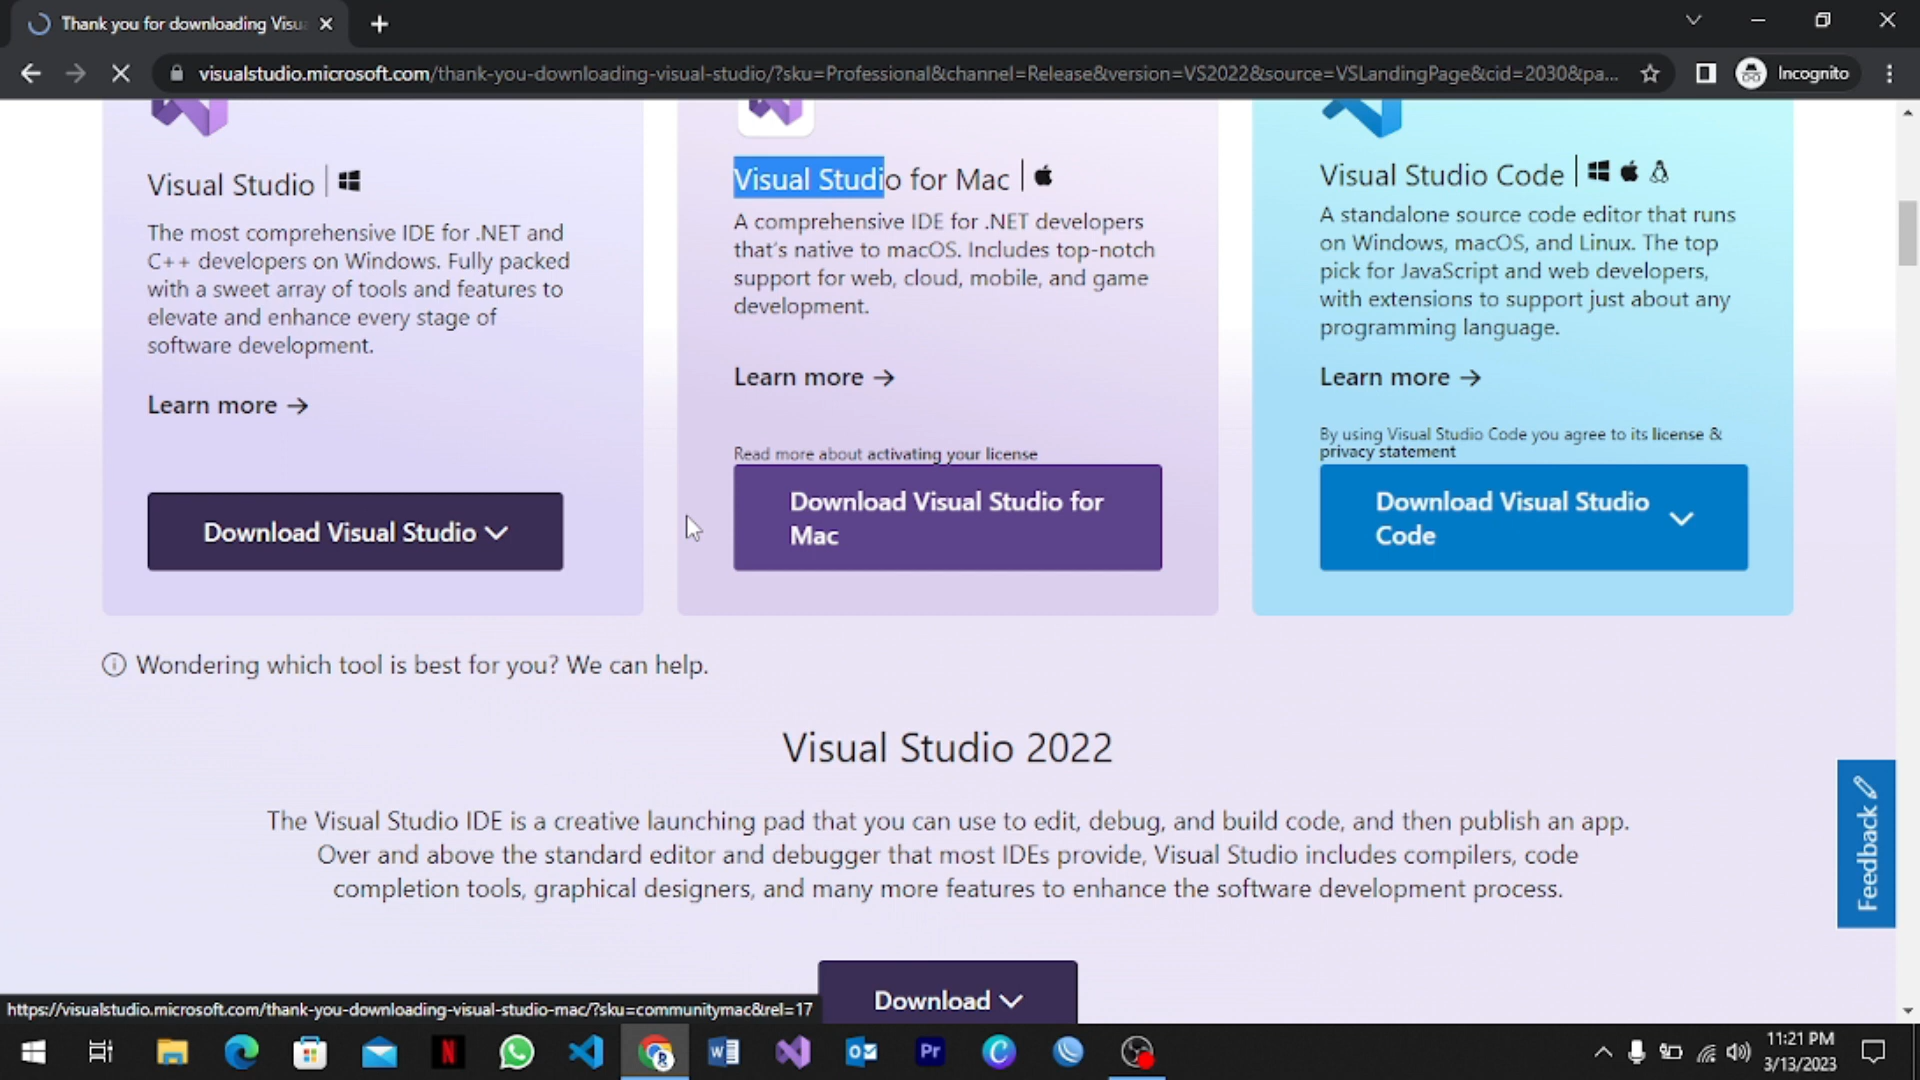 Thank you for downloading Visu
visualstudio.microsoft.com/thank-you-downloading-visual-studio/?sku=Professional&channel=Release&version=VS2022&source=VSLandingPage&cid=2030&pa...
Incognito
Visual Studio
The most comprehensive IDE for .NET and
C++ developers on Windows. Fully packed
with a sweet array of tools and features to
elevate and enhance every stage of
software development.
Learn more →
Download Visual Studio
Visual Studio for Mac
A comprehensive IDE for .NET developers
that's native to macOS. Includes top-notch
support for web, cloud, mobile, and game
development.
Learn more →
Read more about activating your license
Download Visual Studio for
Mac
Visual Studio Code
A standalone source code editor that runs
on Windows, macOS, and Linux. The top
pick for JavaScript and web developers,
with extensions to support just about any
programming language.
Learn more →
By using Visual Studio Code you agree to its license &
privacy statement
Download Visual Studio
Code
Wondering which tool is best for you? We can help.
Visual Studio 2022
The Visual Studio IDE is a creative launching pad that you can use to edit, debug, and build code, and then publish an app.
Over and above the standard editor and debugger that most IDEs provide, Visual Studio includes compilers, code
completion tools, graphical designers, and many more features to enhance the software development process.
Download
Feedback
https://visualstudio.microsoft.com/thank-you-downloading-visual-studio-mac/?sku=communitymac&rel=17
N
R
W
O
Pr
C
11:21 PM
3/13/2023